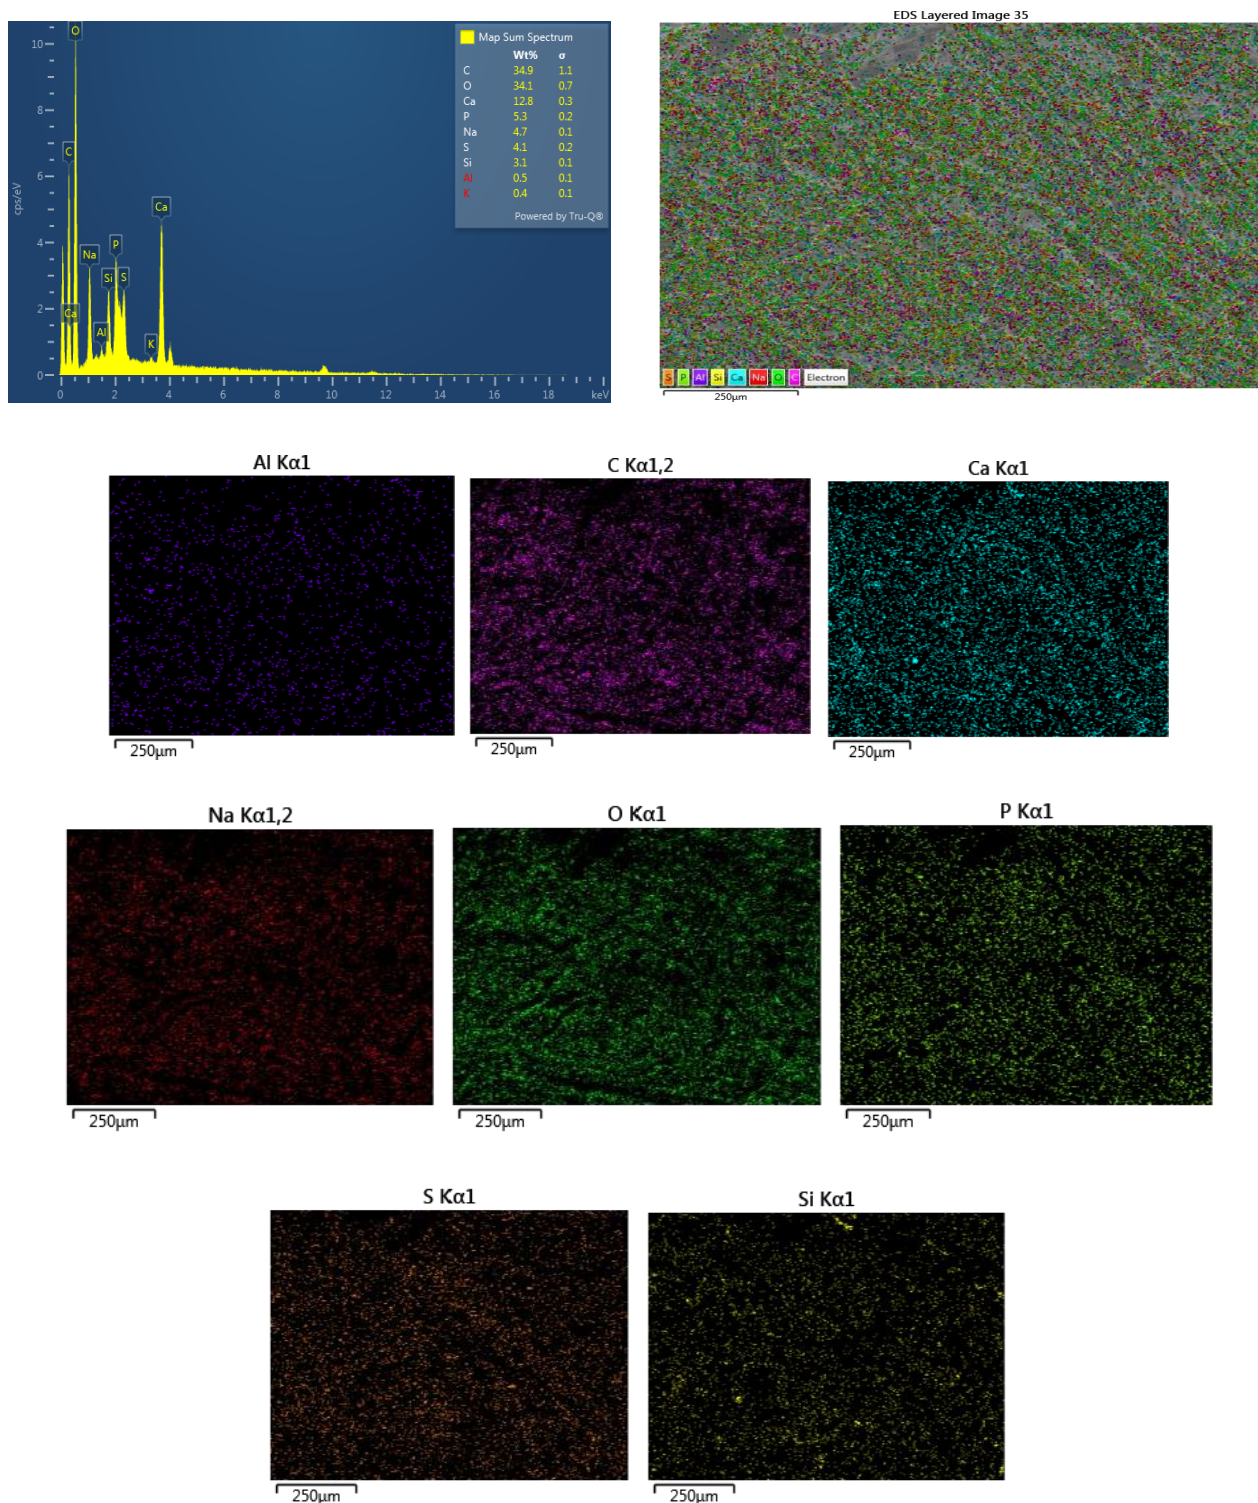 EDS Layered Image 35
Map Sum Spectrum
Wt% σ
C 34.9 1.1
O 34.1 0.7
Ca 12.8 0.3
P 5.3 0.2
Na 4.7 0.1
S 4.1 0.2
Si 3.1 0.1
Al 0.5 0.1
K 0.4 0.1
Powered by Tru-Q®
cps/eV
10
8
6
4
2
0
O
C
Ca
Na
P
Si
S
Al
Ca
K
0 2 4 6 8 10 12 14 16 18 keV
S P Al Si Ca Na O C Electron
250μm
Al Kα1
C Kα1,2
Ca Kα1
250μm
250μm
250μm
Na Kα1,2
O Kα1
P Kα1
250μm
250μm
250μm
S Kα1
Si Kα1
250μm
250μm